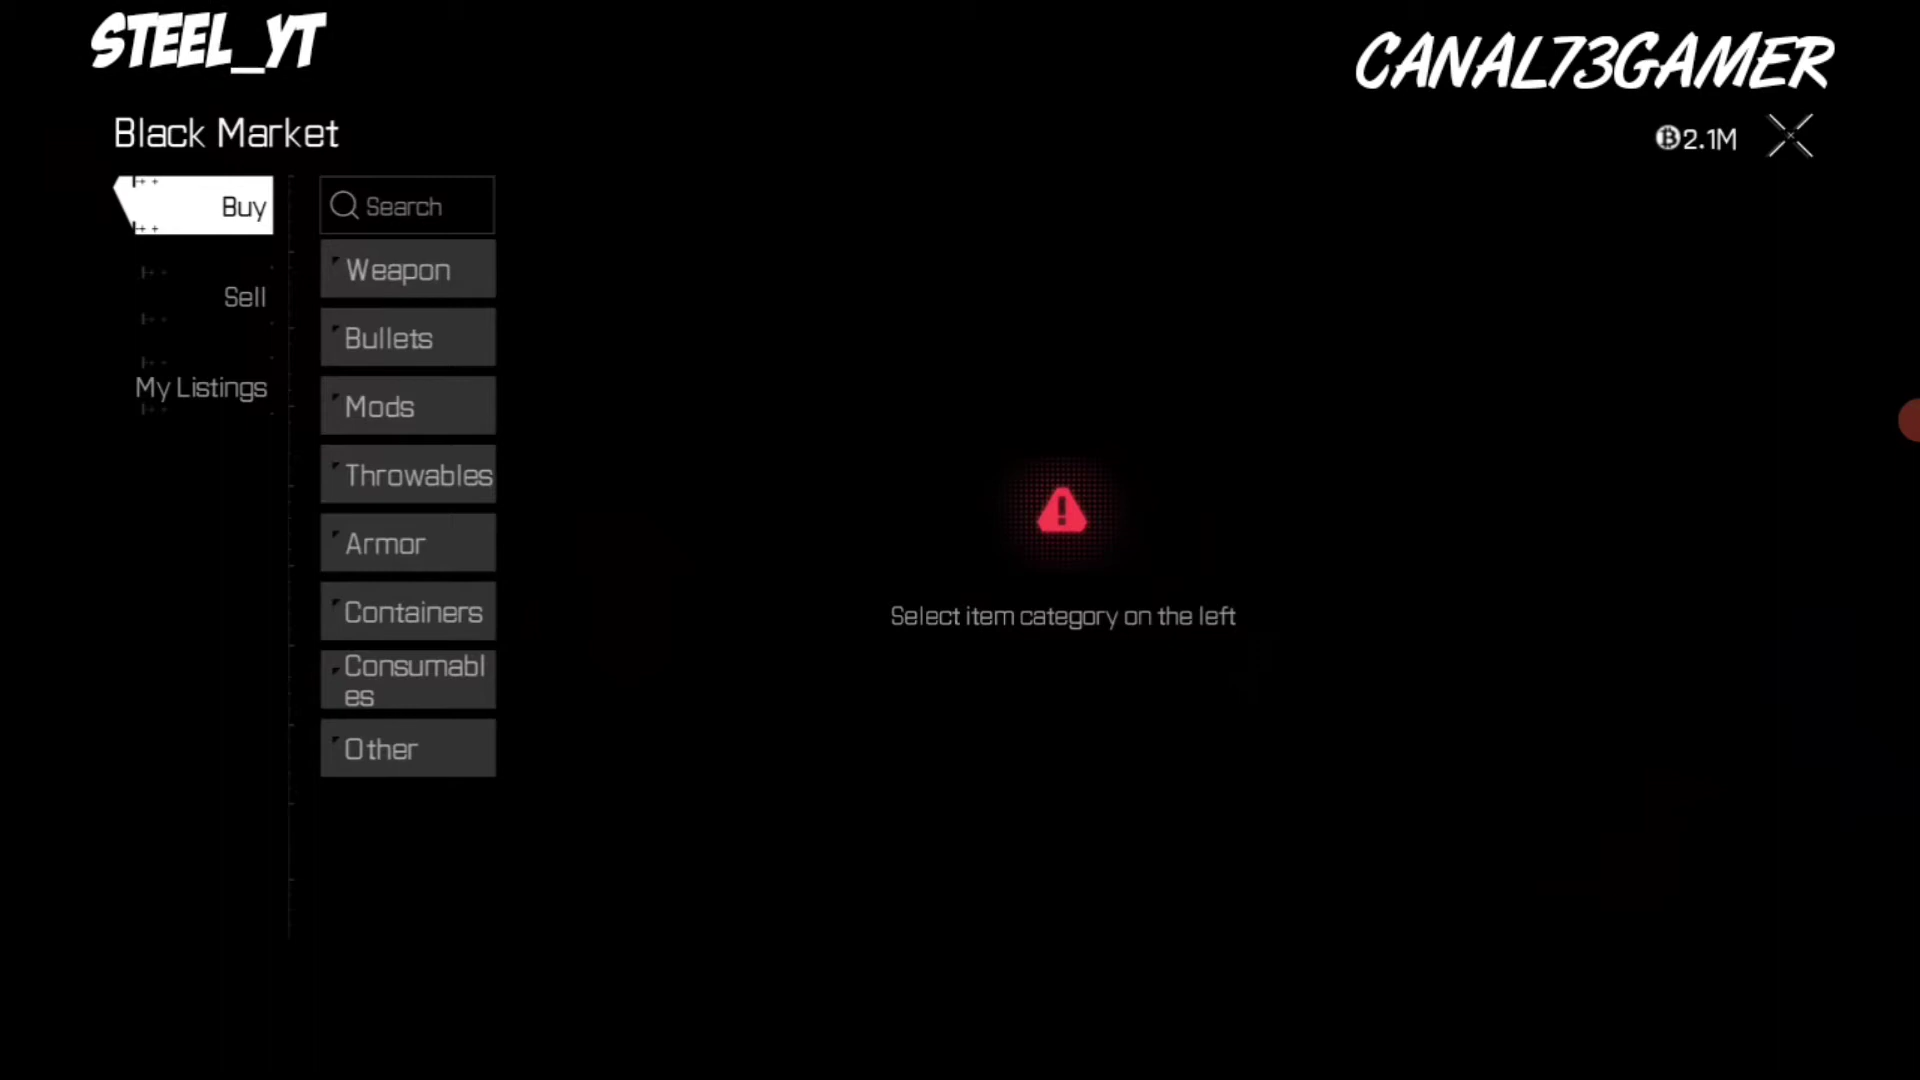 STEEL_YT
CANAL73GAMER
Black Market
2.1M
Buy
Sell
My Listings
Search
Weapon
Bullets
Mods
Throwables
Armor
Containers
Consumabl
es
Other
Select item category on the left